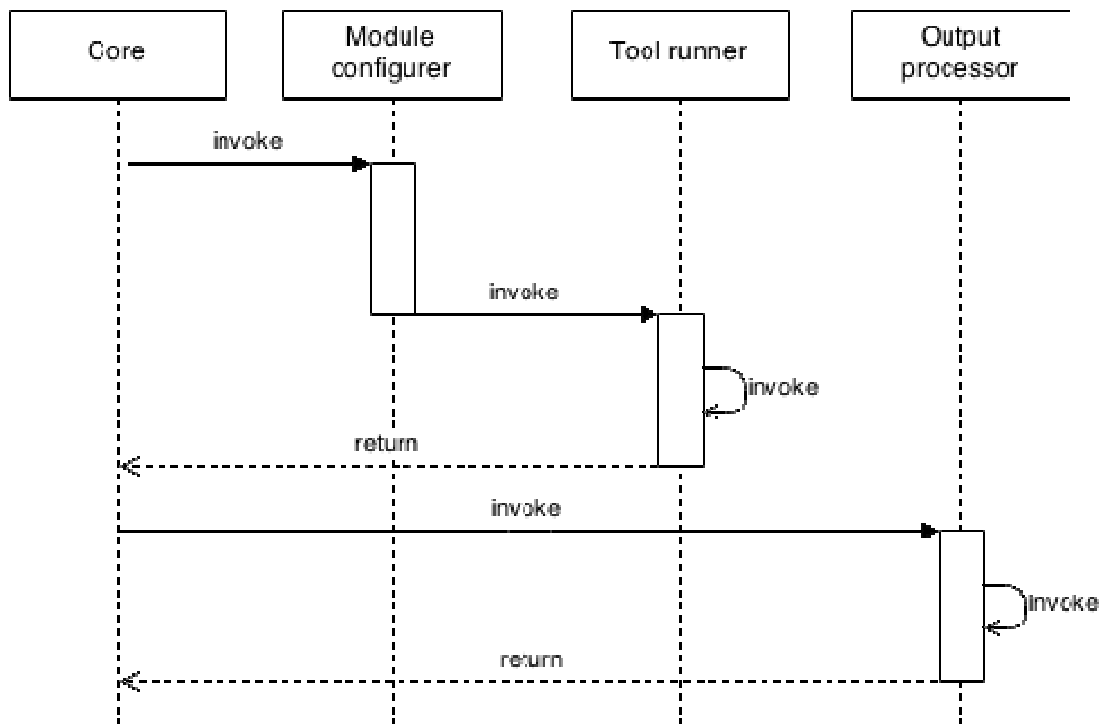 Core
Module
configurer
Tool runner
Output
processor
invoke
invoke
invoke
return
invoke
invoke
return